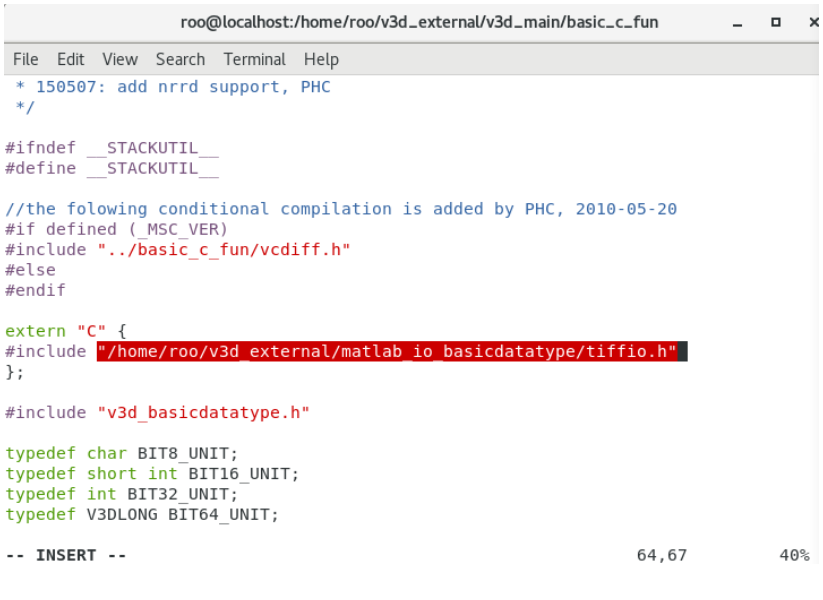 roo@localhost:/home/roo/v3d_external/v3d_main/basic_c_fun
File Edit View Search Terminal Help
 * 150507: add nrrd support, PHC
 */
#ifndef __STACKUTIL__
#define __STACKUTIL__
//the folowing conditional compilation is added by PHC, 2010-05-20
#if defined (_MSC_VER)
#include "../basic_c_fun/vcdiff.h"
#else
#endif
extern "C" {
#include "/home/roo/v3d_external/matlab_io_basicdatatype/tiffio.h"
};
#include "v3d_basicdatatype.h"
typedef char BIT8_UNIT;
typedef short int BIT16_UNIT;
typedef int BIT32_UNIT;
typedef V3DLONG BIT64_UNIT;
-- INSERT -- 64,67 40%